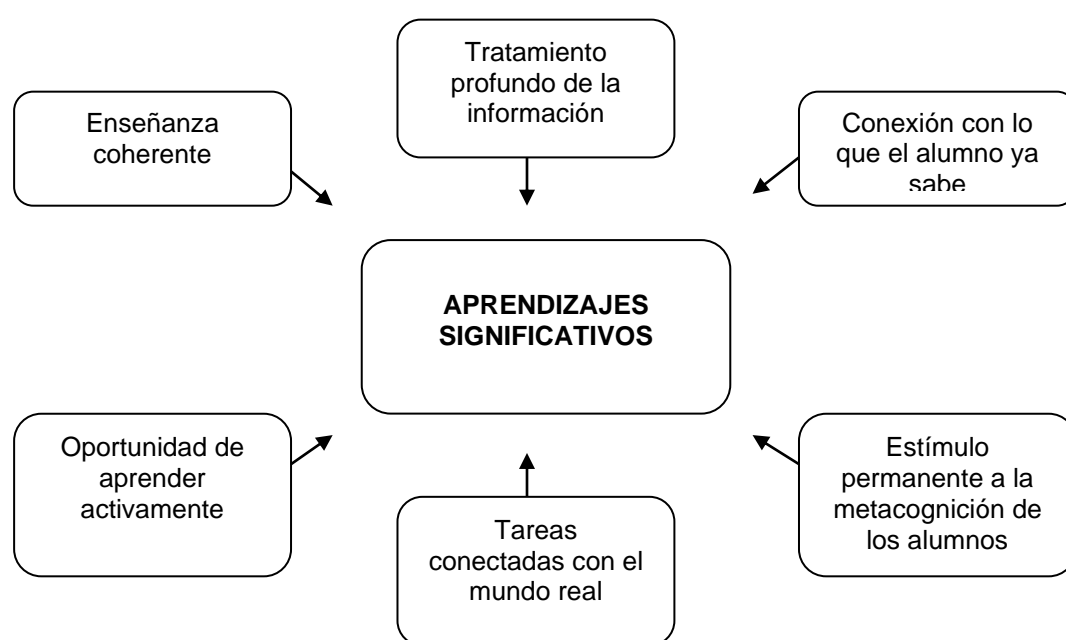 Tratamiento
profundo de la
información
Enseñanza
coherente
Conexión con lo
que el alumno ya
sabe
APRENDIZAJES
SIGNIFICATIVOS
Oportunidad de
aprender
activamente
Estímulo
permanente a la
metacognición de
los alumnos
Tareas
conectadas con el
mundo real